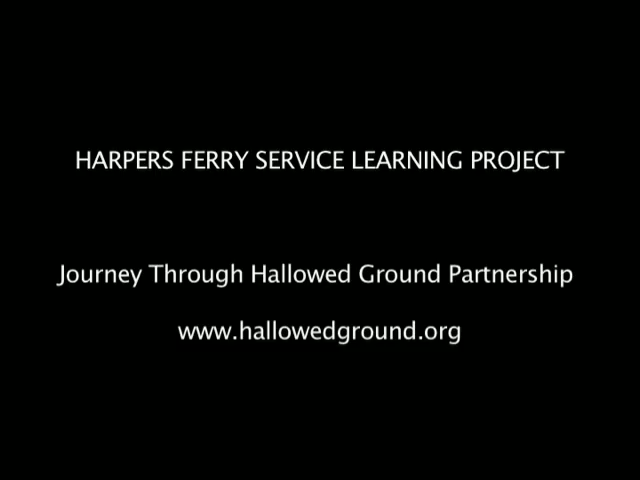 HARPERS FERRY SERVICE LEARNING PROJECT
Journey Through Hallowed Ground Partnership
www.hallowedground.org